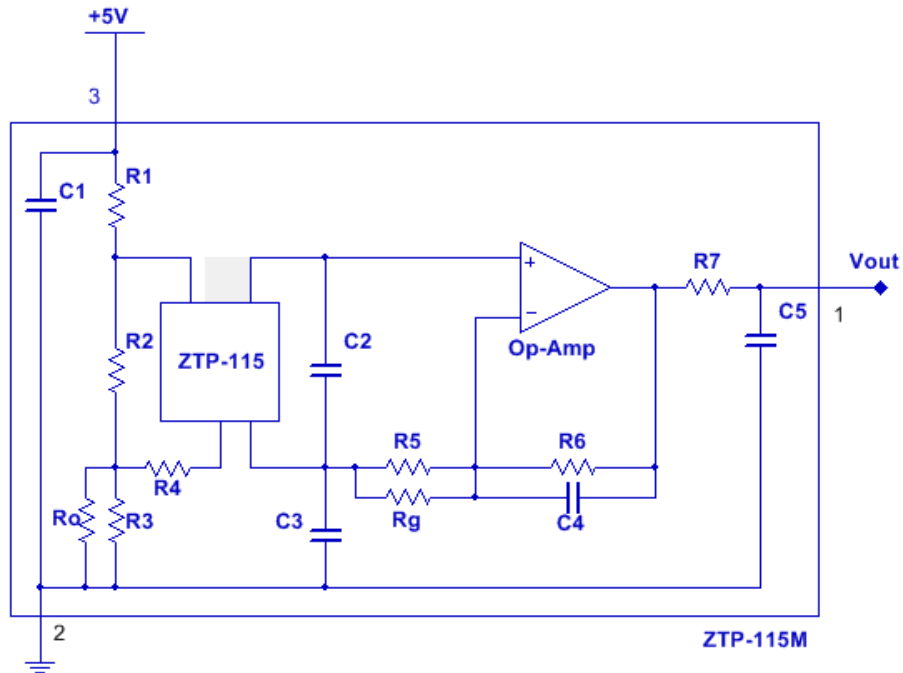 +5V
3
R1
C1
R7
Vout
1
C5
R2
ZTP-115
C2
Op-Amp
R5
R6
R4
Ro
R3
C3
Rg
C4
2
ZTP-115M